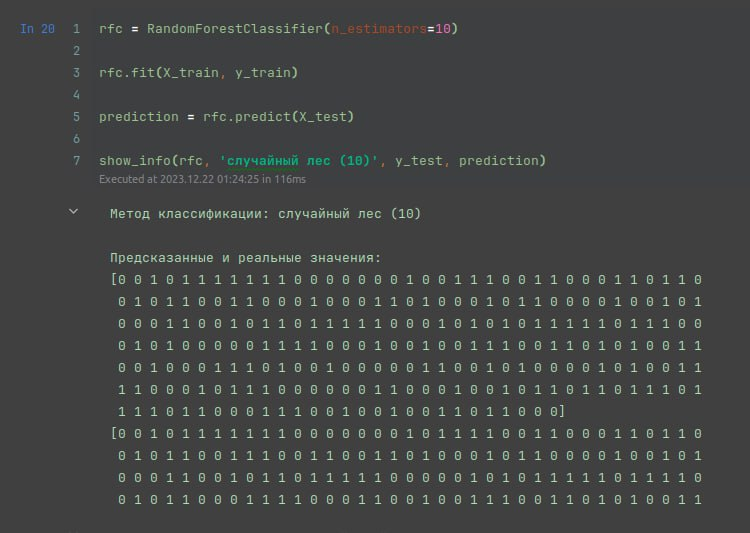 In 20
1 rfc = RandomForestClassifier(n_estimators=10)
2
3 rfc.fit(X_train, y_train)
4
5 prediction = rfc.predict(X_test)
6
7 show_info(rfc, 'случайный лес (10)', y_test, prediction)
Executed at 2023.12.22 01:24:25 in 116ms
Метод классификации: случайный лес (10)
Предсказанные и реальные значения:
[0 0 1 0 1 1 1 1 1 1 1 0 0 0 0 0 0 0 1 0 0 1 1 1 0 0 1 1 0 0 0 1 1 0 1 1 0
0 1 0 1 1 0 0 1 1 0 0 0 1 0 0 0 1 1 0 1 0 0 0 1 0 1 1 0 0 0 0 1 0 0 1 0 1
0 0 0 1 1 0 0 1 0 1 1 0 1 1 1 1 1 0 0 0 1 0 1 0 1 0 1 1 1 1 1 0 1 1 1 0 0
0 1 0 1 0 0 0 0 0 1 1 1 1 0 0 0 1 0 0 1 0 0 1 1 1 0 0 1 1 0 1 0 1 0 0 1 1
0 0 1 0 0 0 1 1 1 0 1 0 0 1 0 0 0 0 0 1 1 0 0 1 0 1 0 0 0 0 1 0 1 0 0 1 1
1 1 0 0 0 1 0 1 1 1 0 0 0 0 0 0 1 1 0 0 0 1 0 0 1 0 1 1 0 1 1 0 1 1 1 0 1
1 1 1 0 1 1 0 0 0 1 1 1 0 0 1 0 0 1 0 0 1 1 0 1 1 0 0 0]
[0 0 1 0 1 1 1 1 1 1 1 0 0 0 0 0 0 0 1 0 1 1 1 1 0 0 1 1 0 0 0 1 1 0 1 1 0
0 1 0 1 1 0 0 1 1 0 0 0 1 1 0 0 1 1 0 1 0 0 0 1 0 1 1 0 0 0 0 1 0 0 1 0 1
0 0 0 1 1 0 0 1 0 1 1 0 1 1 1 1 1 0 0 0 0 0 1 0 1 0 1 1 1 1 1 0 1 1 1 1 0
0 1 0 1 1 0 0 0 1 1 1 1 0 0 0 1 1 0 0 1 0 0 1 1 1 0 0 1 1 0 1 0 1 0 0 1 1